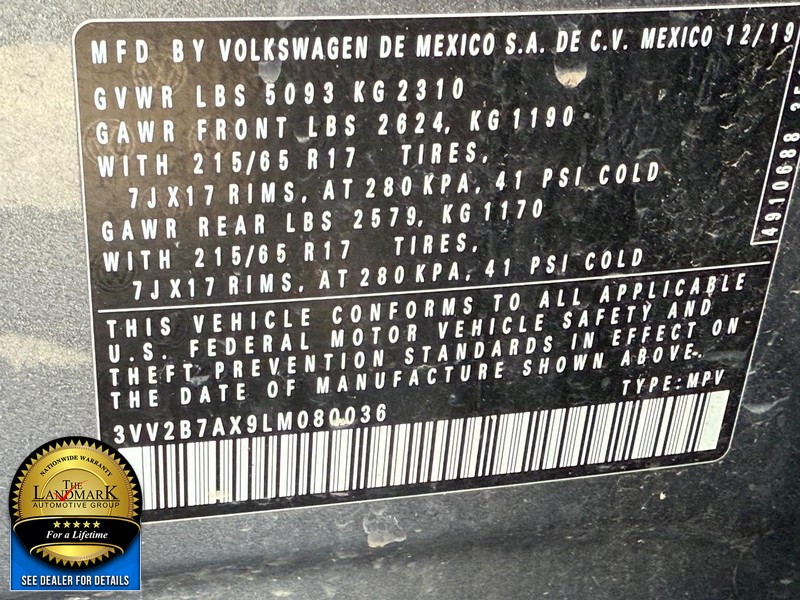 MFD BY VOLKSWAGEN DE MEXICO S.A. DE C.V. MEXICO 12/19
GVWR LBS 5093 KG 2310
GAWR FRONT LBS 2624, KG 1190
WITH 215/65 R17 TIRES,
7JX17 RIMS, AT 280 KPA, 41 PSI COLD
GAWR REAR LBS 2579, KG 1170
WITH 215/65 R17 TIRES,
7JX17 RIMS, AT 280 KPA, 41 PSI COLD
4910688
THIS VEHICLE CONFORMS TO ALL APPLICABLE
U.S. FEDERAL MOTOR VEHICLE SAFETY AND
THEFT PREVENTION STANDARDS IN EFFECT ON
THE DATE OF MANUFACTURE SHOWN ABOVE.
TYPE: MPV
3VV2B7AX9LM080036
NATIONWIDE WARRANTY
THE
LANDMARK
AUTOMOTIVE GROUP
For a Lifetime
SEE DEALER FOR DETAILS